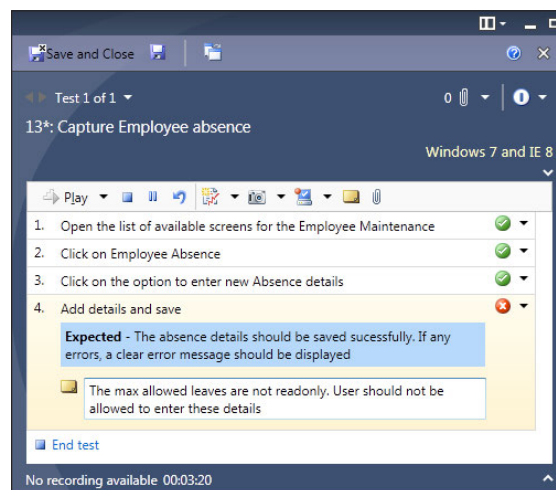 Save and Close
Test 1 of 1
0
13*: Capture Employee absence
Windows 7 and IE 8
Play
1. Open the list of available screens for the Employee Maintenance
2. Click on Employee Absence
3. Click on the option to enter new Absence details
4. Add details and save
Expected - The absence details should be saved sucessfully. If any
errors, a clear error message should be displayed
The max allowed leaves are not readonly. User should not be
allowed to enter these details
End test
No recording available 00:03:20